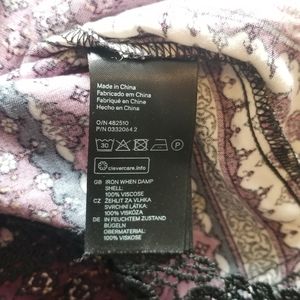 Made in China
Fabricado em China
Fabriqué en China
Hecho en China
O/N 482510
P/N 0332064.2
30
P
clevercare.info
GB IRON WHEN DAMP
SHELL:
100% VISCOSE
CZ ŽEHLIT ZA VLHKA
SVRCHNÍ LÁTKA:
100% VISKÓZA
DE IN FEUCHTEM ZUSTAND
BÜGELN
OBERMATERIAL:
100% VISKOSE